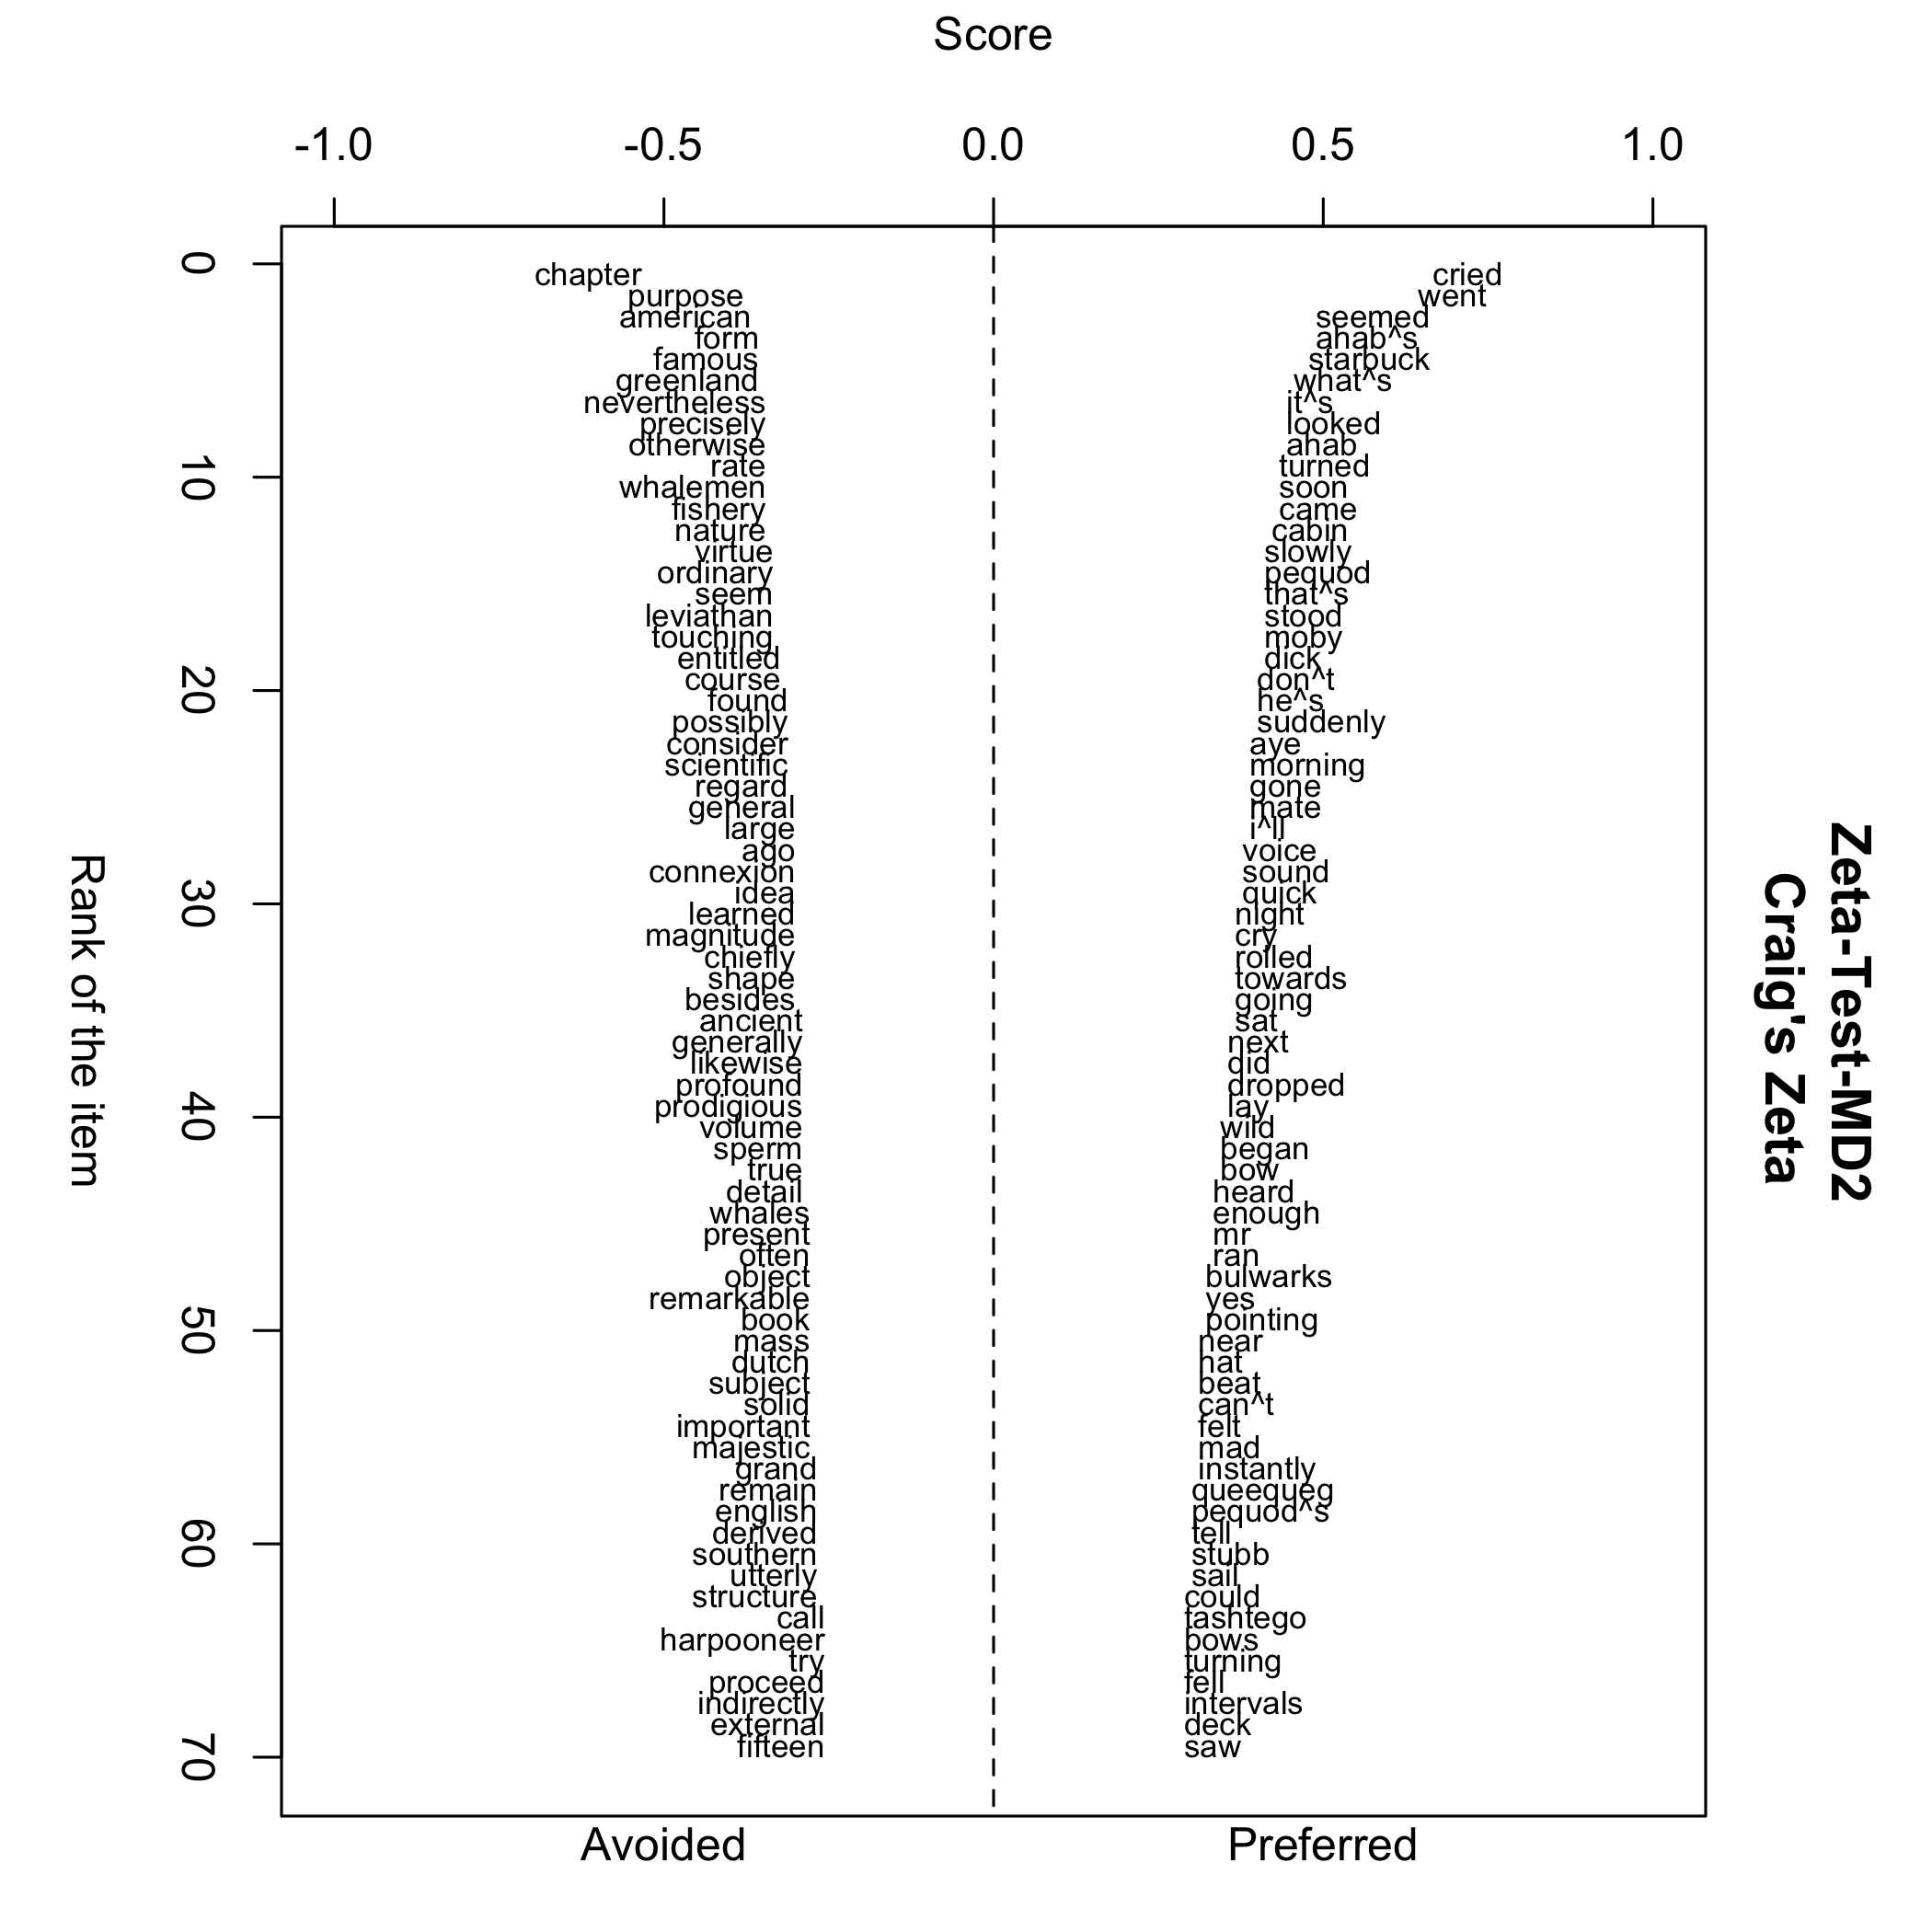 Score
-1.0 -0.5 0.0 0.5 1.0
Zeta-Test-MD2
Craig's Zeta
Rank of the item
0
10
20
30
40
50
60
70
chapter cried
purpose went
american seemed
form ahab^s
famous starbuck
greenland what^s
nevertheless it^s
precisely looked
otherwise ahab
rate turned
whalemen soon
fishery came
nature cabin
virtue slowly
ordinary pequod
seem that^s
leviathan stood
touching moby
entitled dick
course don^t
found he^s
possibly suddenly
consider aye
scientific morning
regard gone
general mate
large i^ll
ago voice
connexion sound
idea quick
learned night
magnitude cry
chiefly rolled
shape towards
besides going
ancient sat
generally next
likewise did
profound dropped
prodigious lay
volume wild
sperm began
true bow
detail heard
whales enough
present mr
often ran
object bulwarks
remarkable yes
book pointing
mass near
dutch hat
subject beat
solid can^t
important felt
majestic mad
grand instantly
remain queequeg
english pequod^s
derived tell
southern stubb
utterly sail
structure could
call tashtego
harpooneer bows
try turning
proceed fell
indirectly intervals
external deck
fifteen saw
Avoided Preferred